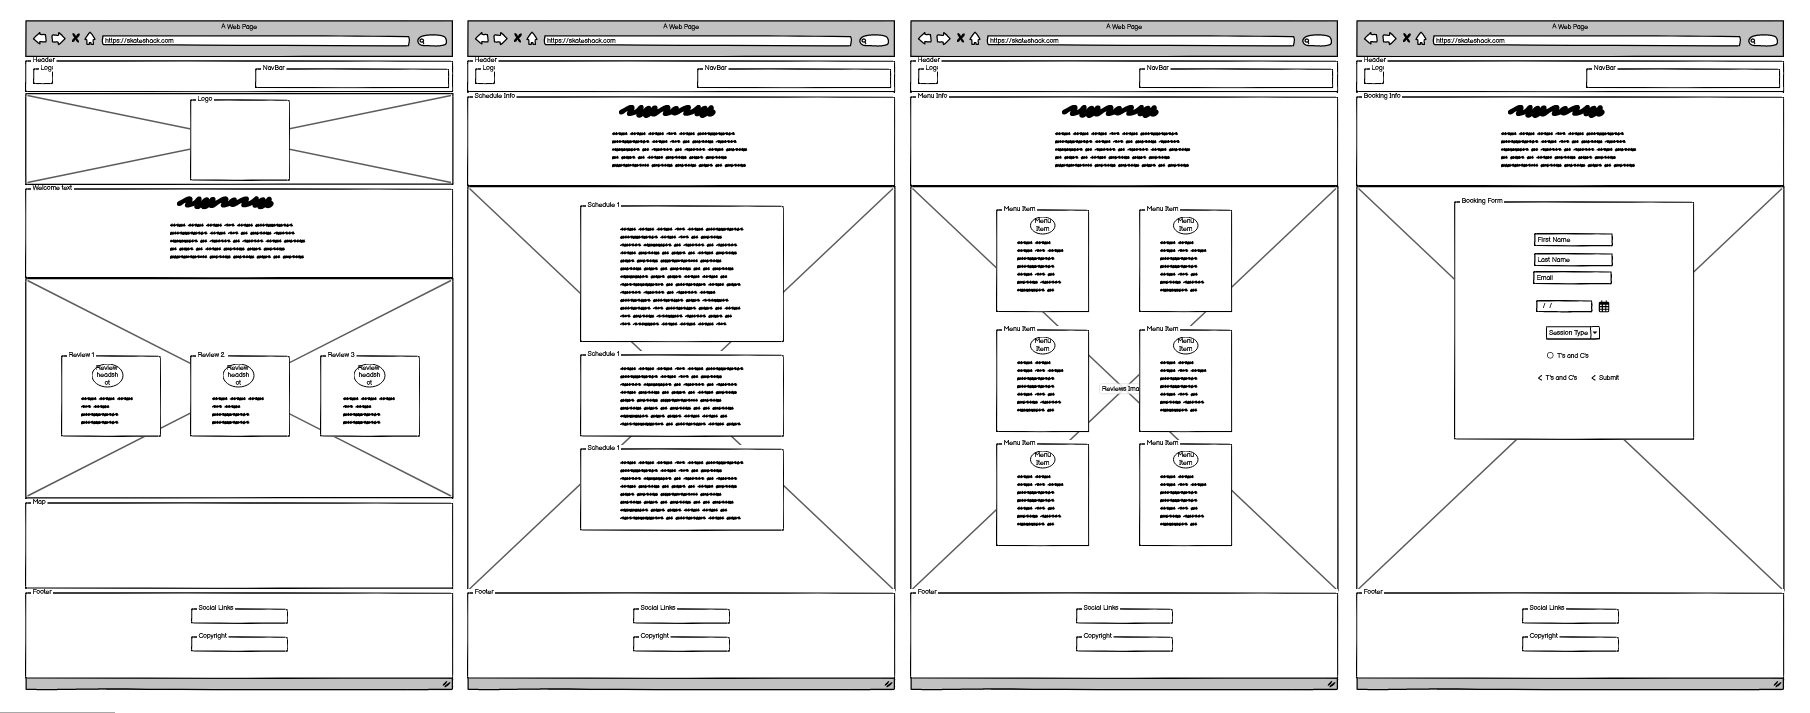 A Web Page
https://skateshack.com
Header
Logo
NavBar
Logo
Welcome text
Review 1
Review headsh ot
Review 2
Review headsh ot
Review 3
Review headsh ot
Map
Footer
Social Links
Copyright
A Web Page
https://skateshack.com
Header
Logo
NavBar
Schedule Info
Schedule 1
Schedule 1
Schedule 1
Footer
Social Links
Copyright
A Web Page
https://skateshack.com
Header
Logo
NavBar
Menu Info
Menu Item
Menu Item
Menu Item
Menu Item
Menu Item
Menu Item
Menu Item
Menu Item
Reviews Ima
Menu Item
Menu Item
Menu Item
Menu Item
Footer
Social Links
Copyright
A Web Page
https://skateshack.com
Header
Logo
NavBar
Booking Info
Booking Form
First Name
Last Name
Email
/ /
Session Type
T's and C's
< T's and C's
< Submit
Footer
Social Links
Copyright